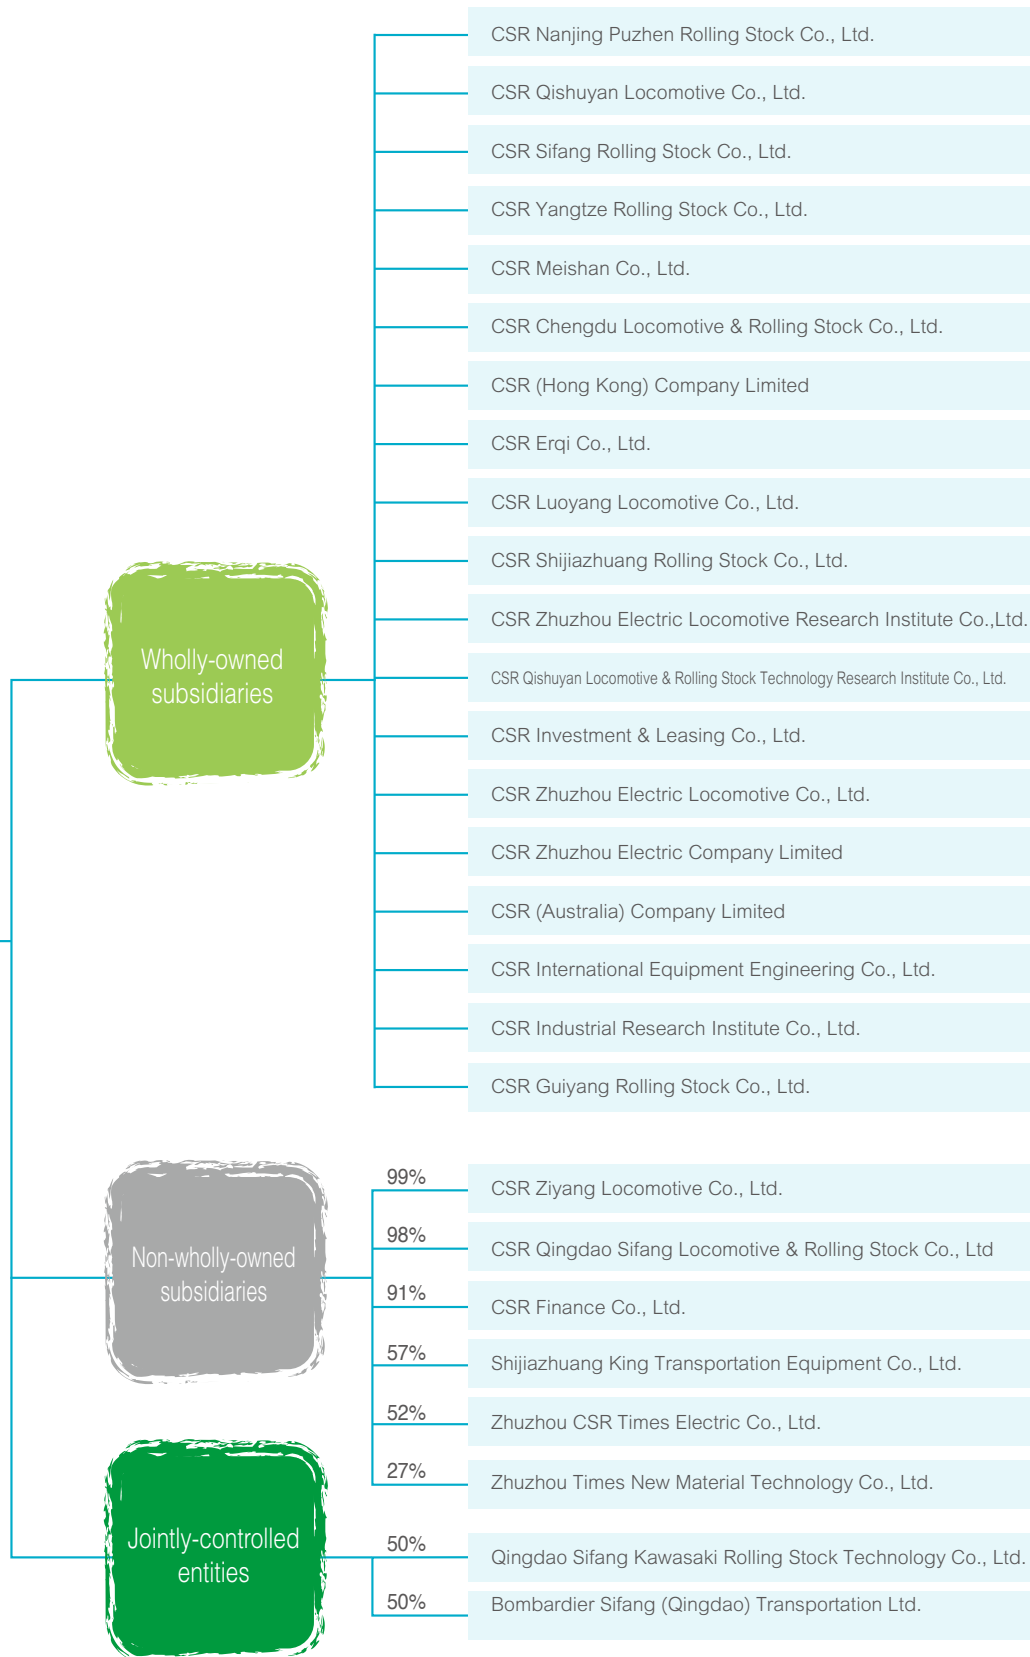 CSR Nanjing Puzhen Rolling Stock Co., Ltd.
CSR Qishuyan Locomotive Co., Ltd.
CSR Sifang Rolling Stock Co., Ltd.
CSR Yangtze Rolling Stock Co., Ltd.
CSR Meishan Co., Ltd.
CSR Chengdu Locomotive & Rolling Stock Co., Ltd.
CSR (Hong Kong) Company Limited
CSR Erqi Co., Ltd.
CSR Luoyang Locomotive Co., Ltd.
CSR Shijiazhuang Rolling Stock Co., Ltd.
CSR Zhuzhou Electric Locomotive Research Institute Co.,Ltd.
Wholly-owned
subsidiaries
CSR Qishuyan Locomotive & Rolling Stock Technology Research Institute Co., Ltd.
CSR Investment & Leasing Co., Ltd.
CSR Zhuzhou Electric Locomotive Co., Ltd.
CSR Zhuzhou Electric Company Limited
CSR (Australia) Company Limited
CSR International Equipment Engineering Co., Ltd.
CSR Industrial Research Institute Co., Ltd.
CSR Guiyang Rolling Stock Co., Ltd.
Non-wholly-owned
subsidiaries
99%
CSR Ziyang Locomotive Co., Ltd.
98%
CSR Qingdao Sifang Locomotive & Rolling Stock Co., Ltd
91%
CSR Finance Co., Ltd.
57%
Shijiazhuang King Transportation Equipment Co., Ltd.
52%
Zhuzhou CSR Times Electric Co., Ltd.
27%
Zhuzhou Times New Material Technology Co., Ltd.
Jointly-controlled
entities
50%
Qingdao Sifang Kawasaki Rolling Stock Technology Co., Ltd.
50%
Bombardier Sifang (Qingdao) Transportation Ltd.